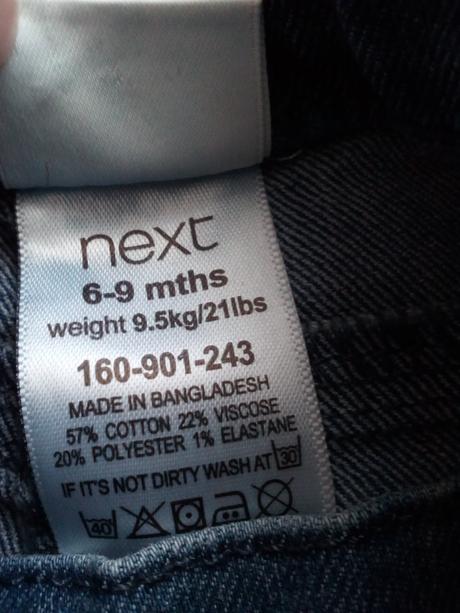 next
6-9 mths
weight 9.5kg/21lbs
160-901-243
MADE IN BANGLADESH
57% COTTON 22% VISCOSE
20% POLYESTER 1% ELASTANE
IF IT'S NOT DIRTY WASH AT 30°
40°